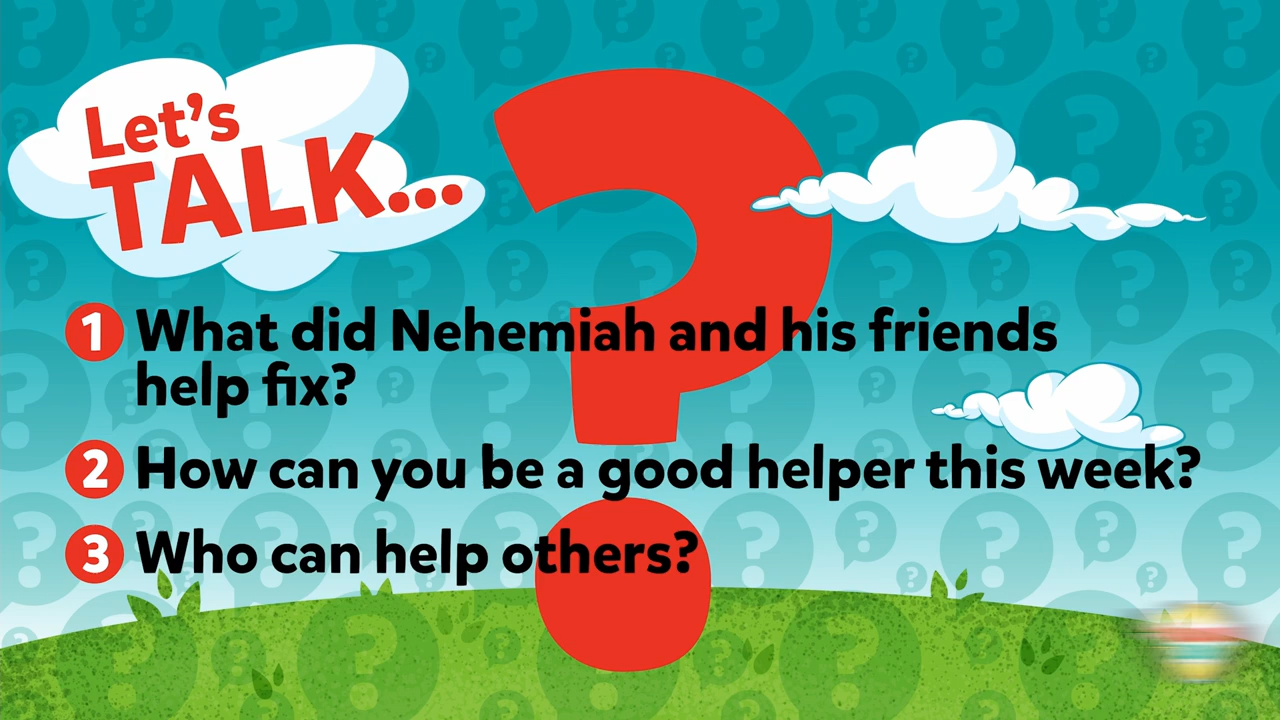 Let's
TALK...
1 What did Nehemiah and his friends
help fix?
2 How can you be a good helper this week?
3 Who can help others?